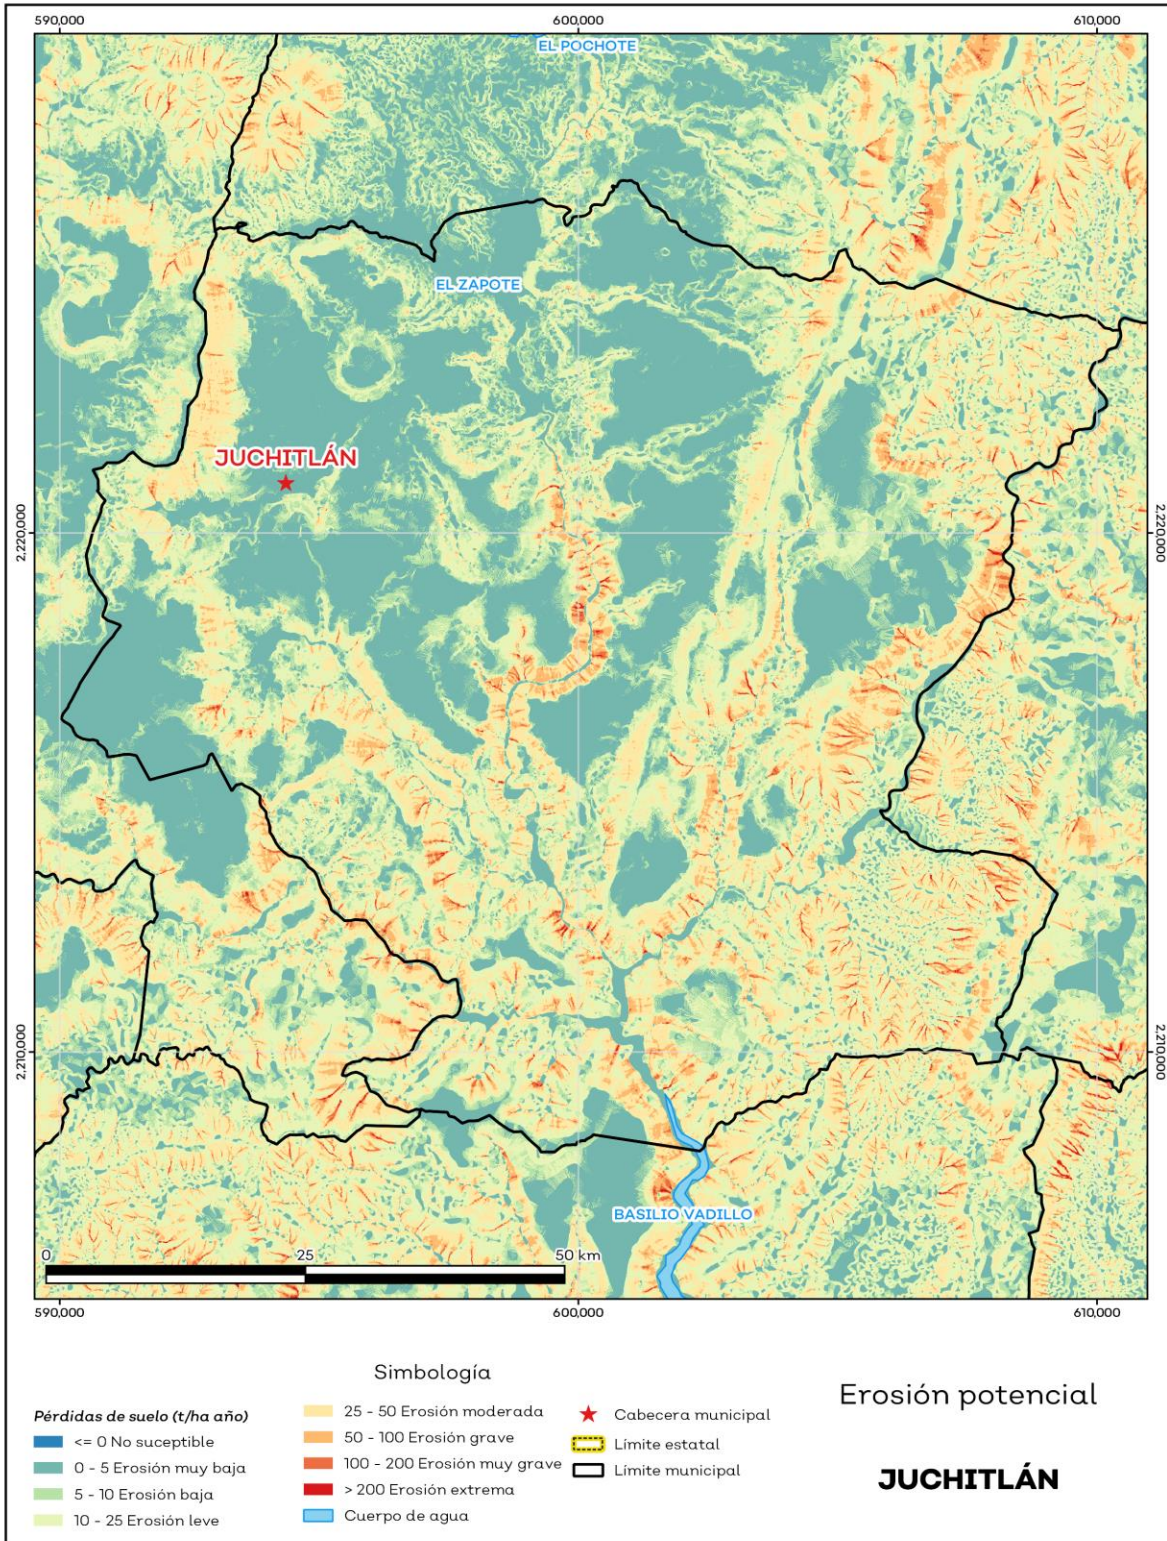 590,000
600,000
610,000
EL POCHOTE
EL ZAPOTE
JUCHITLÁN
2,220,000
2,220,000
2,210,000
2,210,000
BASILIO VADILLO
0
25
50 km
590,000
600,000
610,000
Simbología
Pérdidas de suelo (t/ha año)
<= 0 No suceptible
0 - 5 Erosión muy baja
5 - 10 Erosión baja
10 - 25 Erosión leve
25 - 50 Erosión moderada
50 - 100 Erosión grave
100 - 200 Erosión muy grave
> 200 Erosión extrema
Cuerpo de agua
Cabecera municipal
Límite estatal
Límite municipal
Erosión potencial
JUCHITLÁN